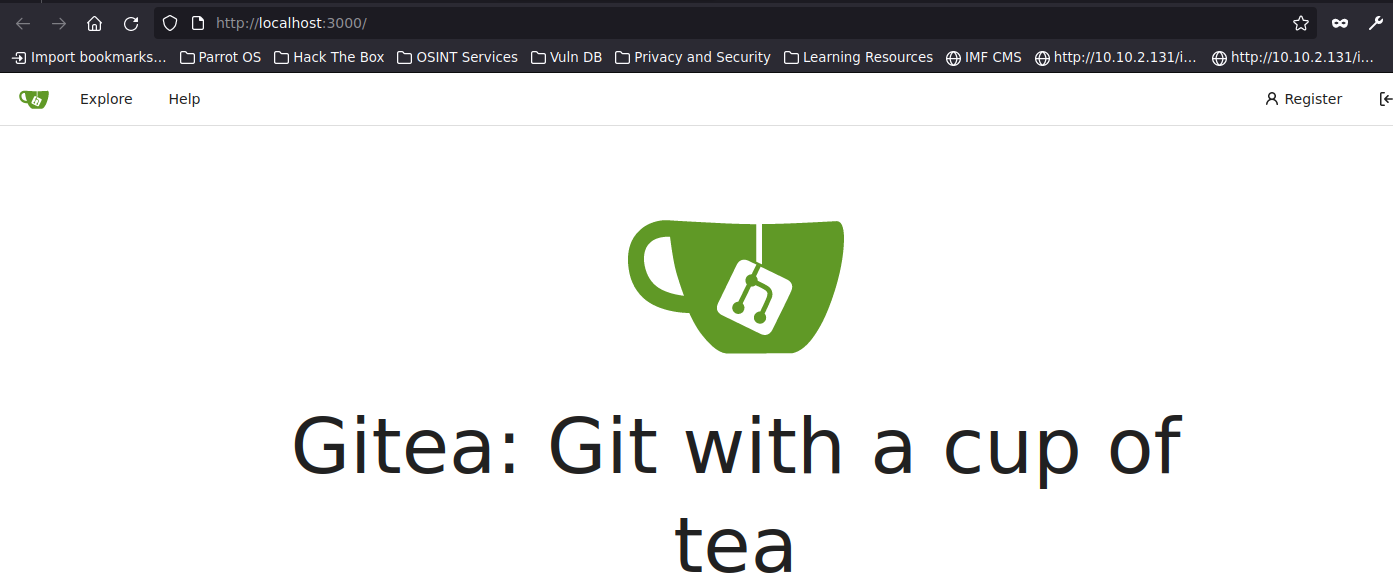 http://localhost:3000/
Import bookmarks... Parrot OS Hack The Box OSINT Services Vuln DB Privacy and Security Learning Resources IMF CMS http://10.10.2.131/i... http://10.10.2.131/i...
Explore Help Register
Gitea: Git with a cup of
tea